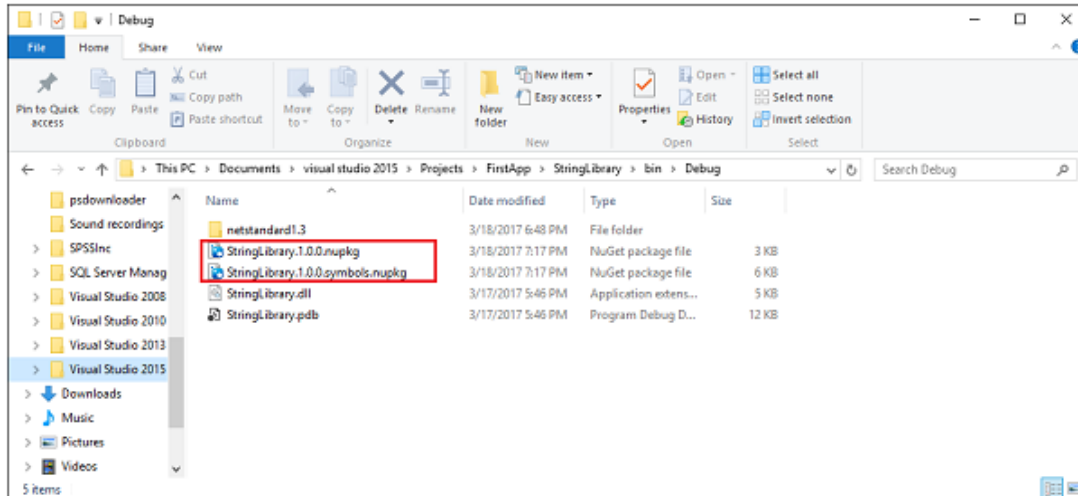 Debug
File Home Share View
Pin to Quick access
Copy
Paste
Cut
Copy path
Paste shortcut
Clipboard
Move to
Copy to
Delete
Rename
Organize
New folder
New item
Easy access
New
Properties
Open
Edit
History
Open
Select all
Select none
Invert selection
Select
This PC > Documents > visual studio 2015 > Projects > FirstApp > StringLibrary > bin > Debug
Search Debug
psdownloader
Sound recordings
SPSSInc
SQL Server Manag
Visual Studio 2008
Visual Studio 2010
Visual Studio 2013
Visual Studio 2015
Downloads
Music
Pictures
Videos
Name Date modified Type Size
netstandard1.3 3/18/2017 6:48 PM File folder
StringLibrary.1.0.0.nupkg 3/18/2017 7:17 PM NuGet package file 3 KB
StringLibrary.1.0.0.symbols.nupkg 3/18/2017 7:17 PM NuGet package file 6 KB
StringLibrary.dll 3/17/2017 5:46 PM Application extens... 5 KB
StringLibrary.pdb 3/17/2017 5:46 PM Program Debug D... 12 KB
5 items